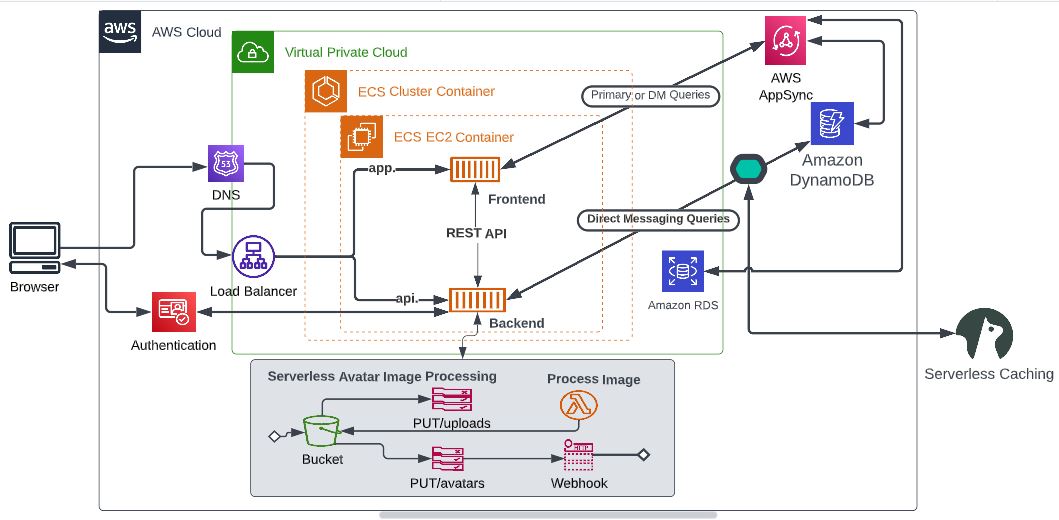 aws
AWS Cloud
Virtual Private Cloud
ECS Cluster Container
ECS EC2 Container
Primary or DM Queries
AWS
AppSync
Amazon
DynamoDB
53
DNS
app.
Frontend
REST API
Direct Messaging Queries
Browser
Load Balancer
api.
Backend
Amazon RDS
Authentication
Serverless Caching
Serverless Avatar Image Processing
Process Image
PUT/uploads
Bucket
PUT/avatars
HTTP
Webhook